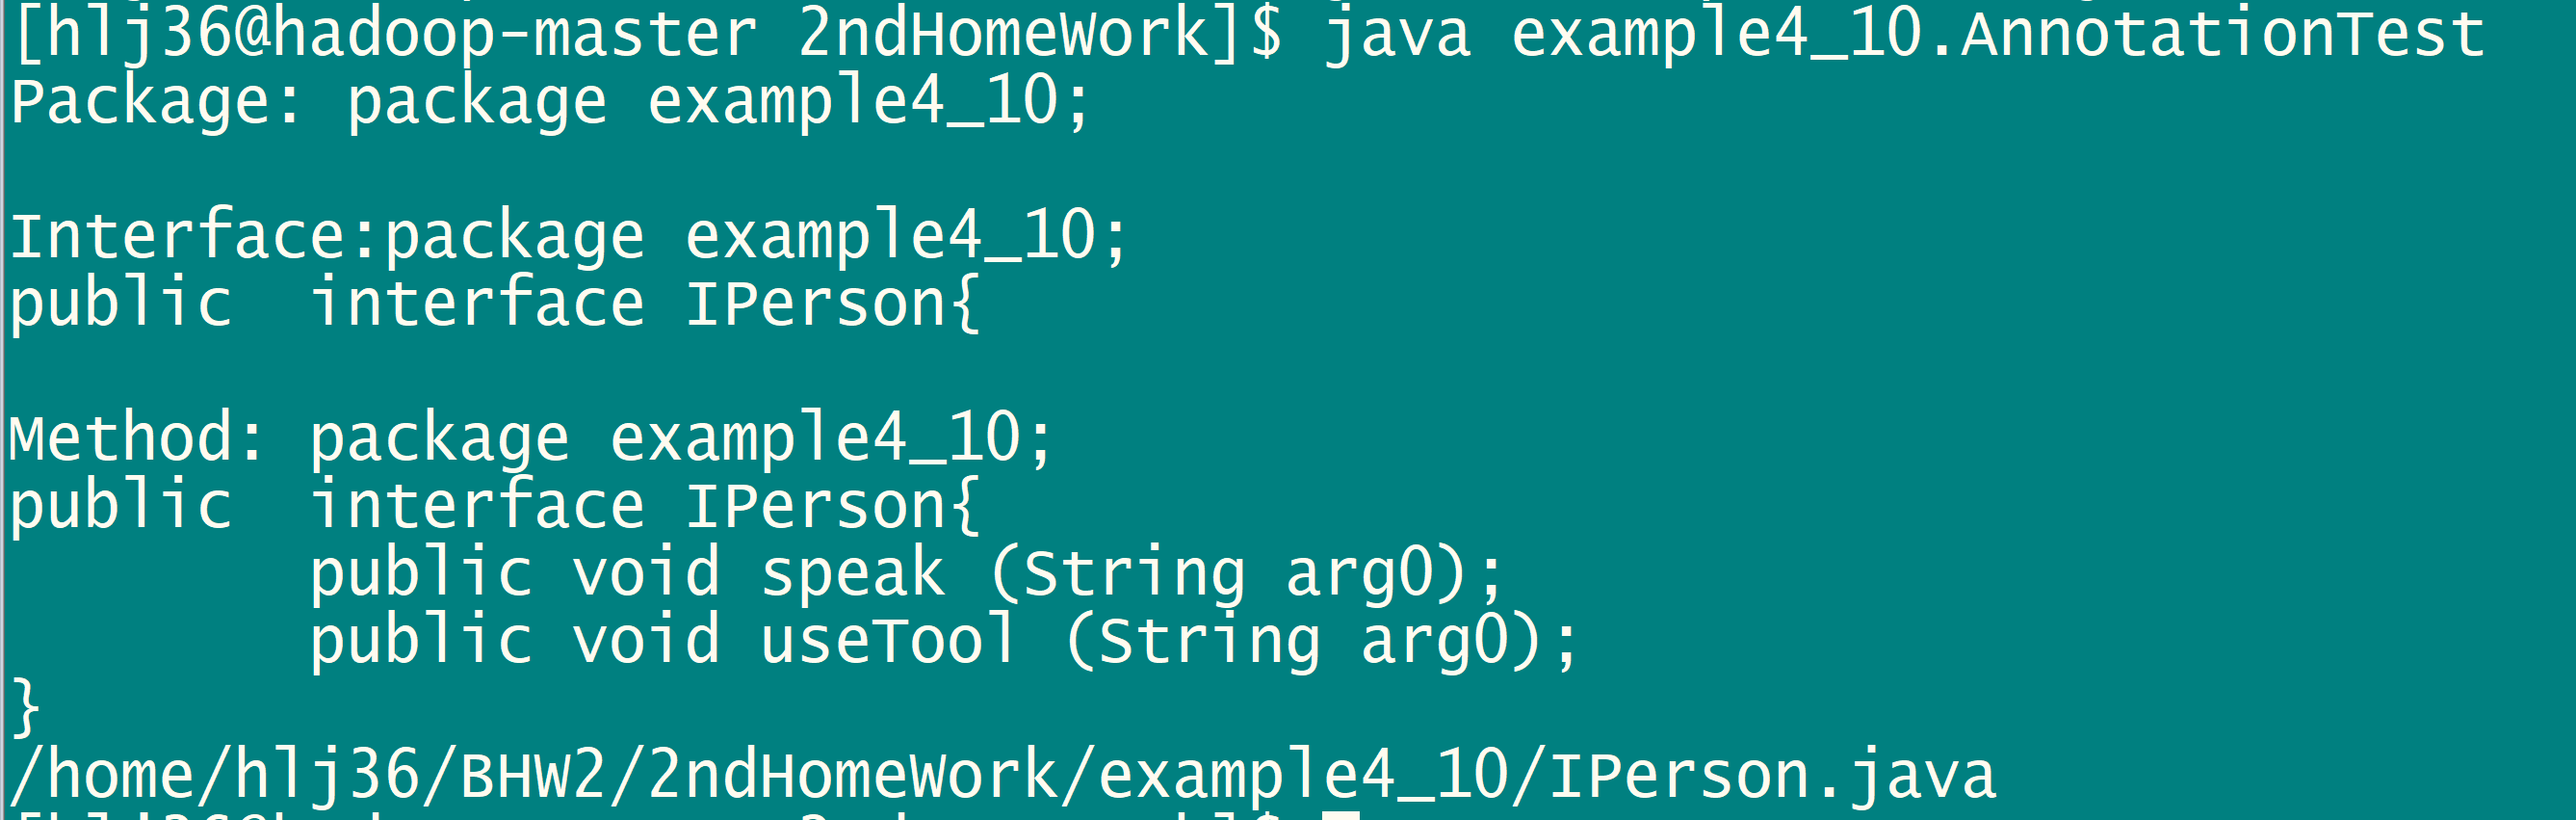 [hlj36@hadoop-master 2ndHomeWork]$ java example4_10.AnnotationTest
Package: package example4_10;
Interface:package example4_10;
public  interface IPerson{
Method: package example4_10;
public  interface IPerson{
        public void speak (String arg0);
        public void useTool (String arg0);
}
/home/hlj36/BHW2/2ndHomeWork/example4_10/IPerson.java